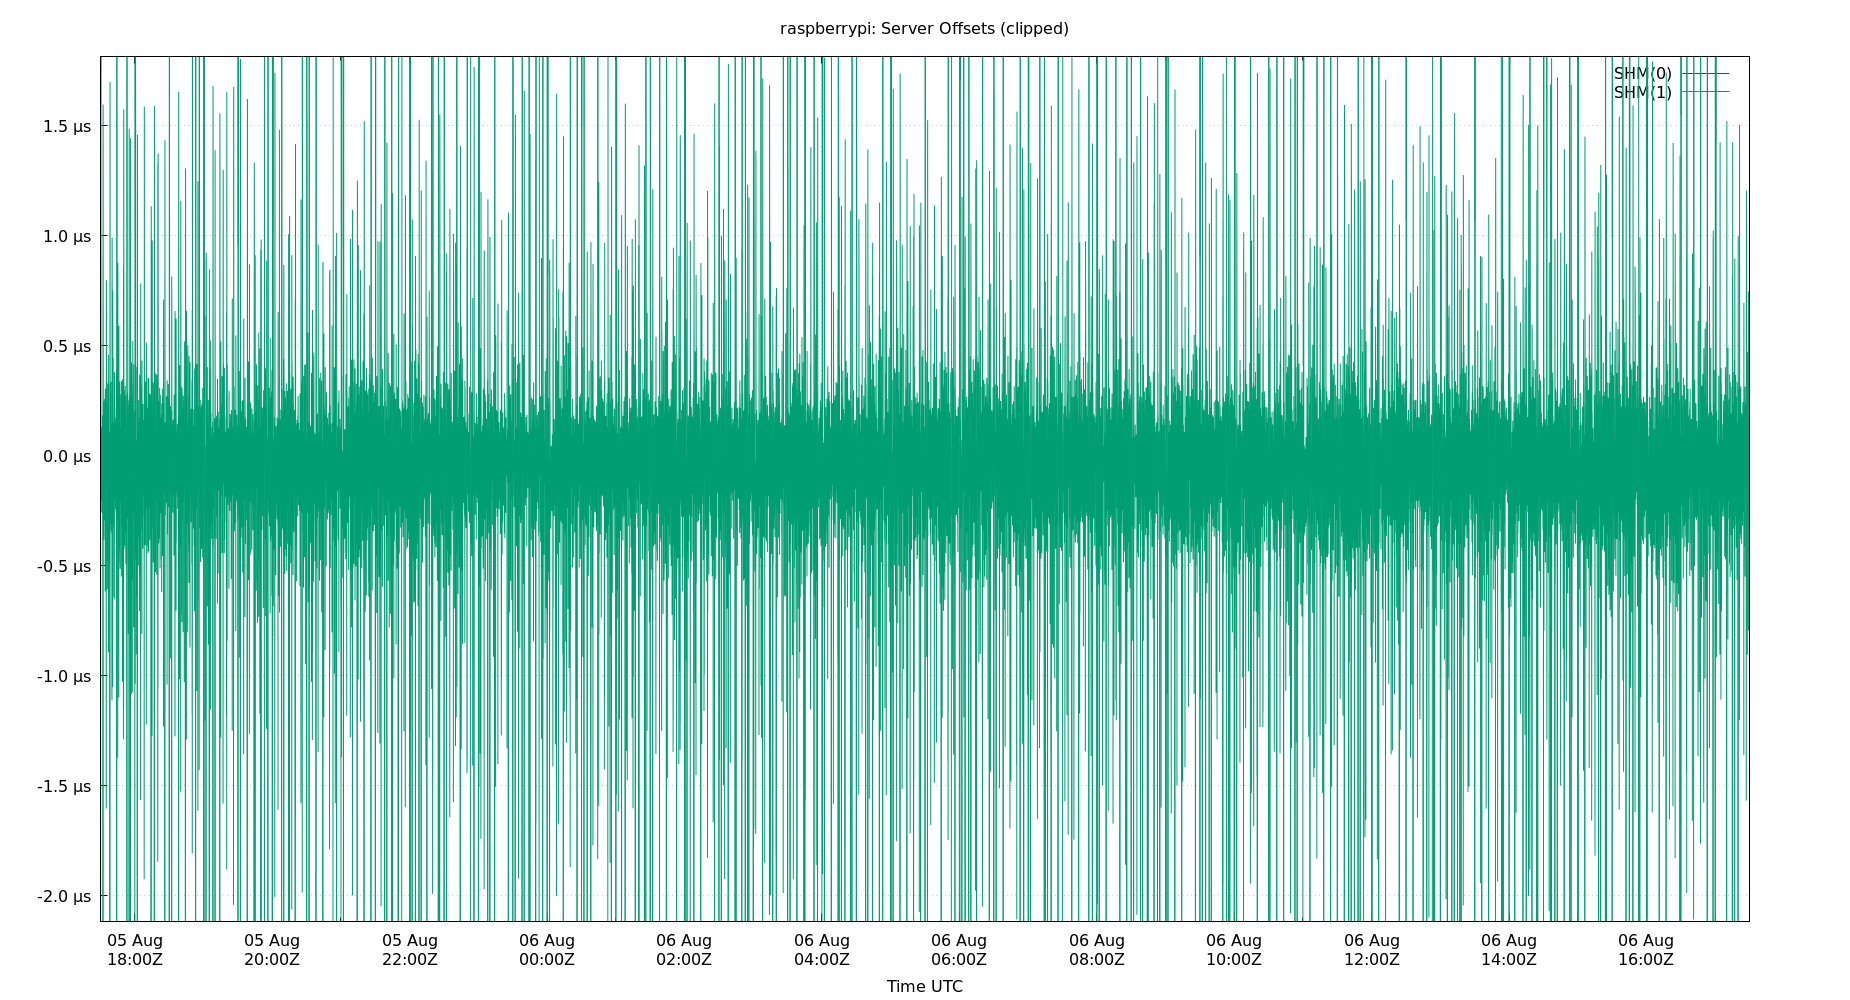 raspberrypi: Server Offsets (clipped)
SHM(0)
SHM(1)
1.5 μs
1.0 μs
0.5 μs
0.0 μs
-0.5 μs
-1.0 μs
-1.5 μs
-2.0 μs
05 Aug 05 Aug 05 Aug 06 Aug 06 Aug 06 Aug 06 Aug 06 Aug 06 Aug 06 Aug 06 Aug 06 Aug
18:00Z 20:00Z 22:00Z 00:00Z 02:00Z 04:00Z 06:00Z 08:00Z 10:00Z 12:00Z 14:00Z 16:00Z
Time UTC